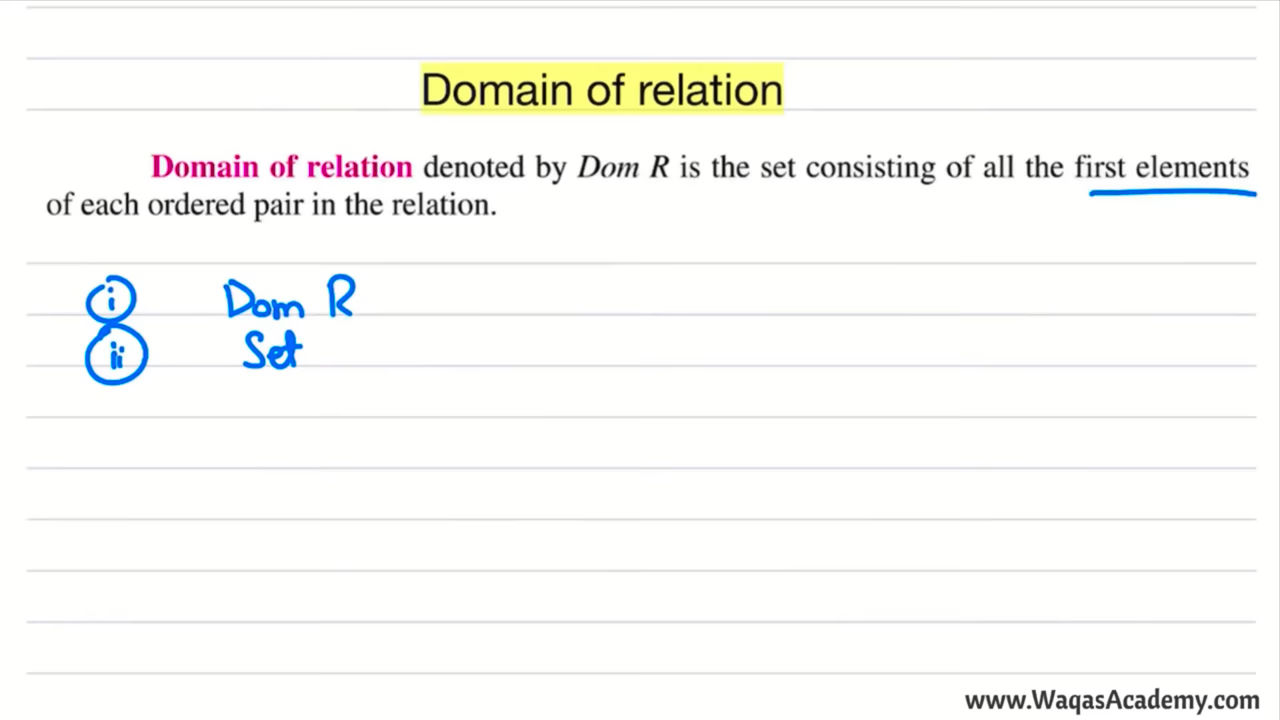 Domain of relation
Domain of relation denoted by Dom R is the set consisting of all the first elements
of each ordered pair in the relation.
i Dom R
ii Set
www.WaqasAcademy.com